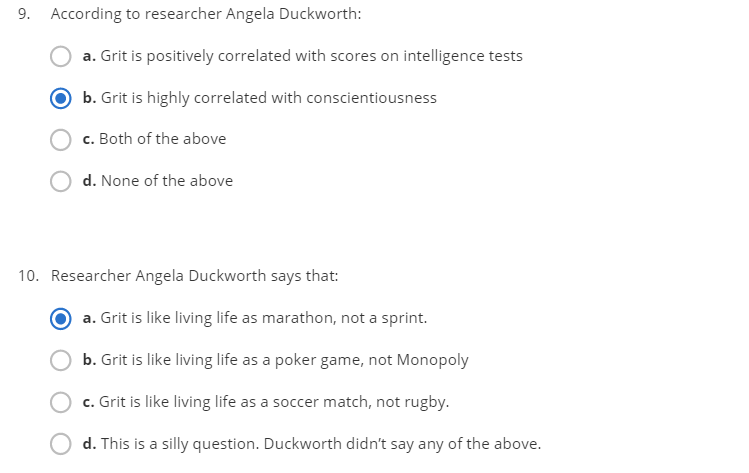 9. According to researcher Angela Duckworth:
a. Grit is positively correlated with scores on intelligence tests
b. Grit is highly correlated with conscientiousness
c. Both of the above
d. None of the above
10. Researcher Angela Duckworth says that:
a. Grit is like living life as marathon, not a sprint.
b. Grit is like living life as a poker game, not Monopoly
c. Grit is like living life as a soccer match, not rugby.
d. This is a silly question. Duckworth didn't say any of the above.